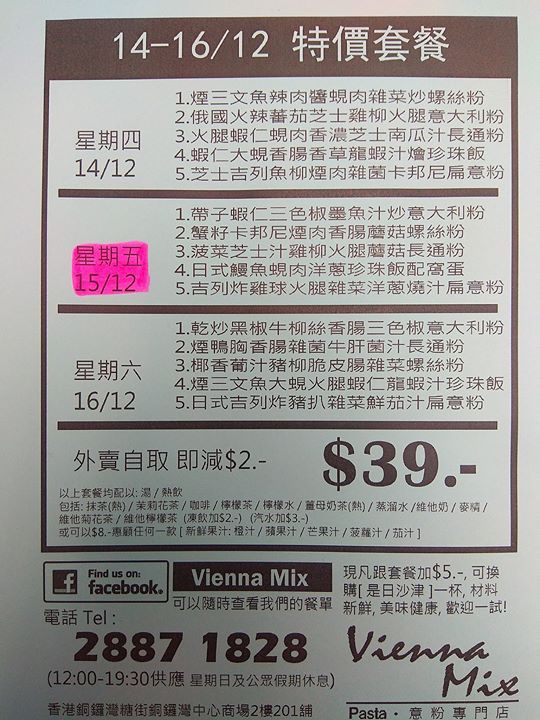 14-16/12 特價套餐
星期四
14/12
1.煙三文魚辣肉醬蜆肉雜菜炒螺絲粉
2.俄國火辣蕃茄芝士雞柳火腿意大利粉
3.火腿蝦仁蜆肉香濃芝士南瓜汁長通粉
4.蝦仁大蜆香腸香草龍蝦汁燴珍珠飯
5.芝士吉列魚柳煙肉雜菌卡邦尼扁意粉
星期五
15/12
1.帶子蝦仁三色椒墨魚汁炒意大利粉
2.蟹籽卡邦尼煙肉香腸蘑菇螺絲粉
3.菠菜芝士汁雞柳火腿蘑菇長通粉
4.日式鰻魚蜆肉洋蔥珍珠飯配窩蛋
5.吉列炸雞球火腿雜菜洋蔥燒汁扁意粉
星期六
16/12
1.乾炒黑椒牛柳絲香腸三色椒意大利粉
2.煙鴨胸香腸雜菌牛肝菌汁長通粉
3.椰香葡汁豬柳脆皮腸雜菜螺絲粉
4.煙三文魚大蜆火腿蝦仁龍蝦汁珍珠飯
5.日式吉列炸豬扒雜菜鮮茄汁扁意粉
外賣自取 即減$2.-
$39.-
以上套餐均配以: 湯 / 熱飲
包括: 抹茶(熱) / 茉莉花茶 / 咖啡 / 檸檬茶 / 檸檬水 / 薑母奶茶(熱) / 蒸溜水 / 維他奶 / 麥精 /
維他菊花茶 / 維他檸檬茶 (凍飲加$2.-) (汽水加$3.-)
或可以$8.-惠顧任何一款 [ 新鮮果汁: 橙汁 / 蘋果汁 / 芒果汁 / 菠蘿汁 / 茄汁 ]
f Find us on: facebook.
Vienna Mix
可以隨時查看我們的餐單
現凡跟套餐加$5.-, 可換
購[ 是日沙津 ]一杯, 材料
新鮮, 美味健康, 歡迎一試!
電話 Tel :
2887 1828
(12:00-19:30供應 星期日及公眾假期休息)
香港銅鑼灣糖街銅鑼灣中心商場2樓201舖
Vienna
Mix
Pasta · 意粉專門店